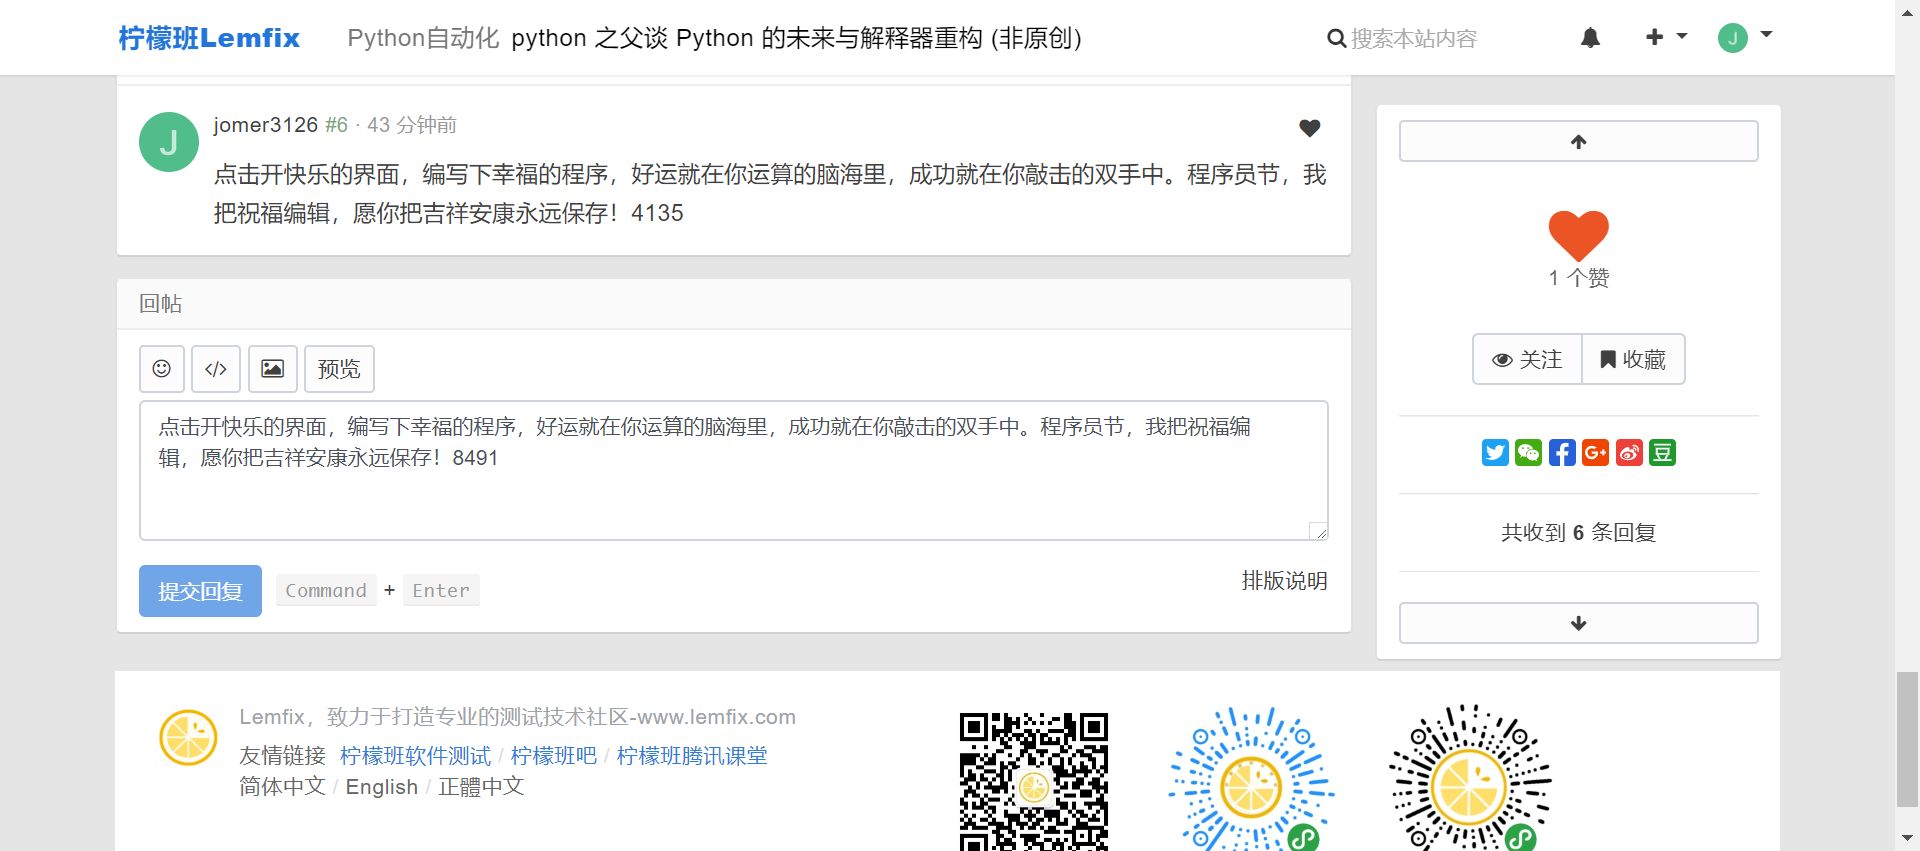 柠檬班Lemfix Python自动化 python 之父谈 Python 的未来与解释器重构 (非原创) 搜索本站内容 J
J jomer3126 #6 · 43 分钟前
点击开快乐的界面，编写下幸福的程序，好运就在你运算的脑海里，成功就在你敲击的双手中。程序员节，我
把祝福编辑，愿你把吉祥安康永远保存！4135
1 个赞
关注 收藏
豆
共收到 6 条回复
回帖
预览
点击开快乐的界面，编写下幸福的程序，好运就在你运算的脑海里，成功就在你敲击的双手中。程序员节，我把祝福编
辑，愿你把吉祥安康永远保存！8491
提交回复 Command + Enter 排版说明
Lemfix，致力于打造专业的测试技术社区-www.lemfix.com
友情链接 柠檬班软件测试 / 柠檬班吧 / 柠檬班腾讯课堂
简体中文 / English / 正體中文